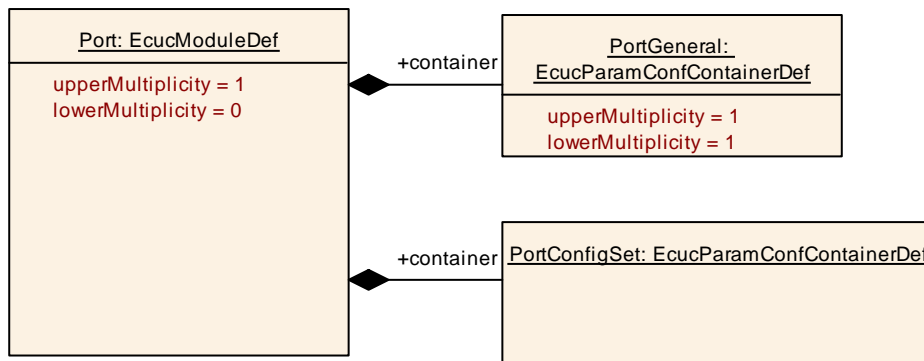 Port: EcucModuleDef
upperMultiplicity = 1
lowerMultiplicity = 0
+container
PortGeneral:
EcucParamConfContainerDef
upperMultiplicity = 1
lowerMultiplicity = 1
+container
PortConfigSet: EcucParamConfContainerDef